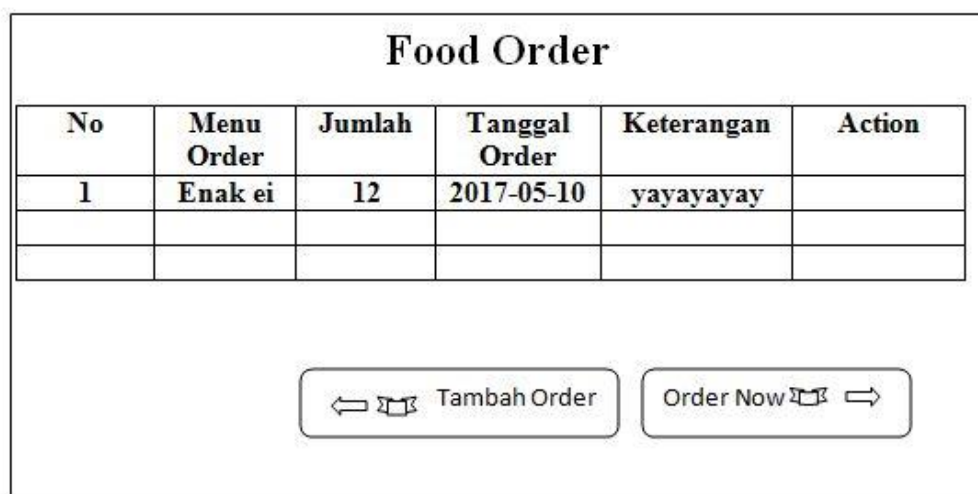 Food Order
No Menu Order Jumlah Tanggal Order Keterangan Action
1 Enak ei 12 2017-05-10 yayayayay
Tambah Order Order Now